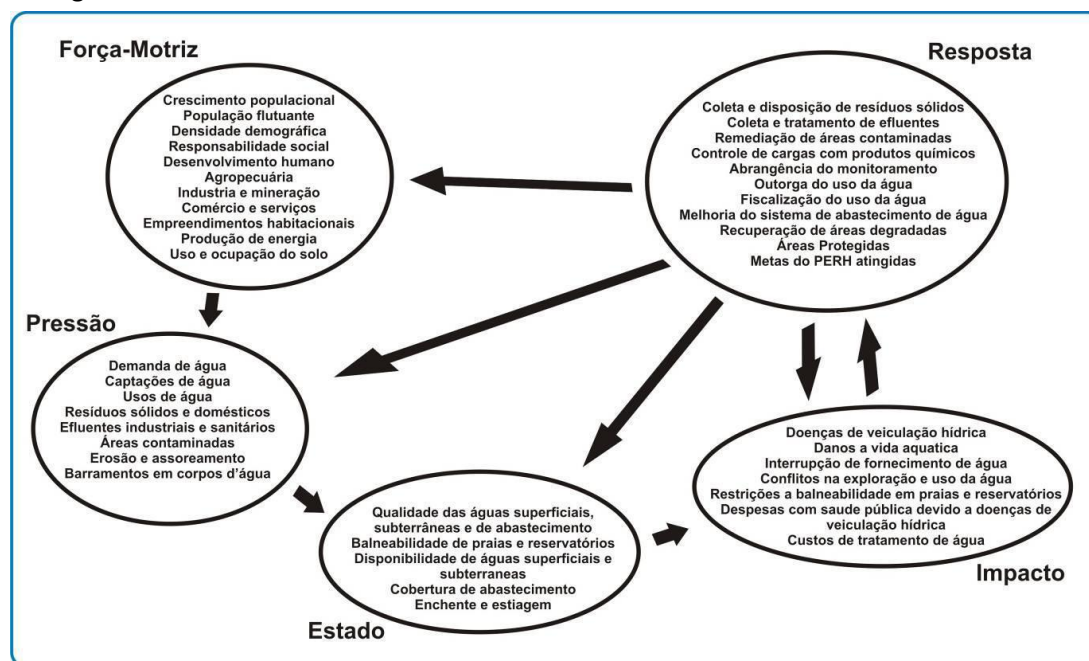 Força-Motriz
Crescimento populacional
População flutuante
Densidade demográfica
Responsabilidade social
Desenvolvimento humano
Agropecuária
Industria e mineração
Comércio e serviços
Empreendimentos habitacionais
Produção de energia
Uso e ocupação do solo
Resposta
Coleta e disposição de resíduos sólidos
Coleta e tratamento de efluentes
Remediação de áreas contaminadas
Controle de cargas com produtos químicos
Abrangência do monitoramento
Outorga do uso da água
Fiscalização do uso da água
Melhoria do sistema de abastecimento de água
Recuperação de áreas degradadas
Áreas Protegidas
Metas do PERH atingidas
Pressão
Demanda de água
Captações de água
Usos de água
Resíduos sólidos e domésticos
Efluentes industriais e sanitários
Áreas contaminadas
Erosão e assoreamento
Barramentos em corpos d'água
Qualidade das águas superficiais,
subterrâneas e de abastecimento
Balneabilidade de praias e reservatórios
Disponibilidade de águas superficiais e
subterraneas
Cobertura de abastecimento
Enchente e estiagem
Estado
Doenças de veiculação hídrica
Danos a vida aquatica
Interrupção de fornecimento de água
Conflitos na exploração e uso da água
Restrições a balneabilidade em praias e reservatórios
Despesas com saude pública devido a doenças de
veiculação hídrica
Custos de tratamento de água
Impacto